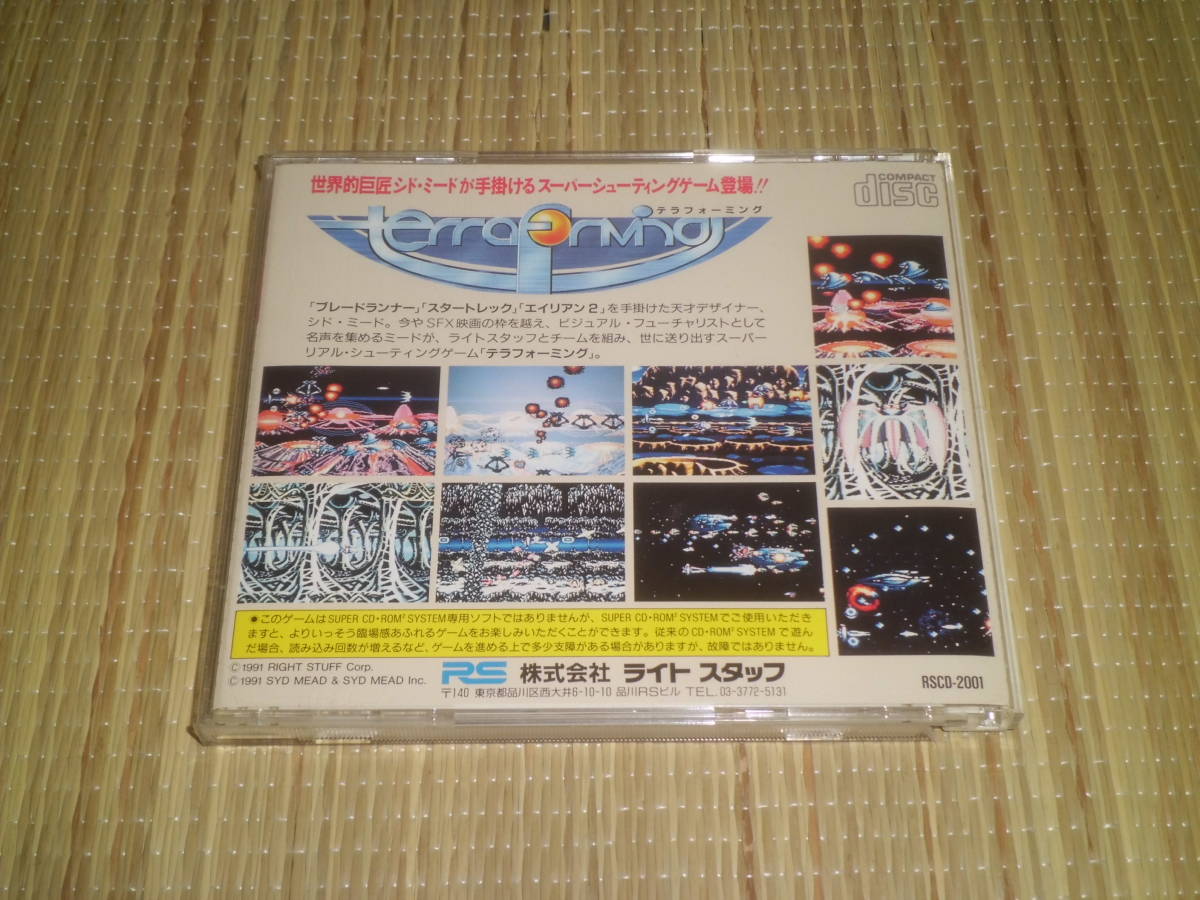 世界的巨匠シド・ミードが手掛けるスーパーシューティングゲーム登場!!
COMPACT
disc
テラフォーミング
terraforming
「ブレードランナー」「スタートレック」「エイリアン2」を手掛けた天才デザイナー、
シド・ミード。今やSFX映画の枠を越え、ビジュアル・フューチャリストとして
名声を集めるミードが、ライトスタッフとチームを組み、世に送り出すスーパー
リアル・シューティングゲーム「テラフォーミング」。
●このゲームはSUPER CD・ROM² SYSTEM専用ソフトではありませんが、SUPER CD・ROM² SYSTEMでご使用いただき
ますと、よりいっそう臨場感あふれるゲームをお楽しみいただくことができます。従来のCD・ROM² SYSTEMで遊ん
だ場合、読み込み回数が増えるなど、ゲームを進める上で多少支障がある場合がありますが、故障ではありません。
©1991 RIGHT STUFF Corp.
©1991 SYD MEAD & SYD MEAD Inc.
RS 株式会社 ライト スタッフ
〒140 東京都品川区西大井6-10-10 品川RSビル TEL.03-3772-5131
RSCD-2001